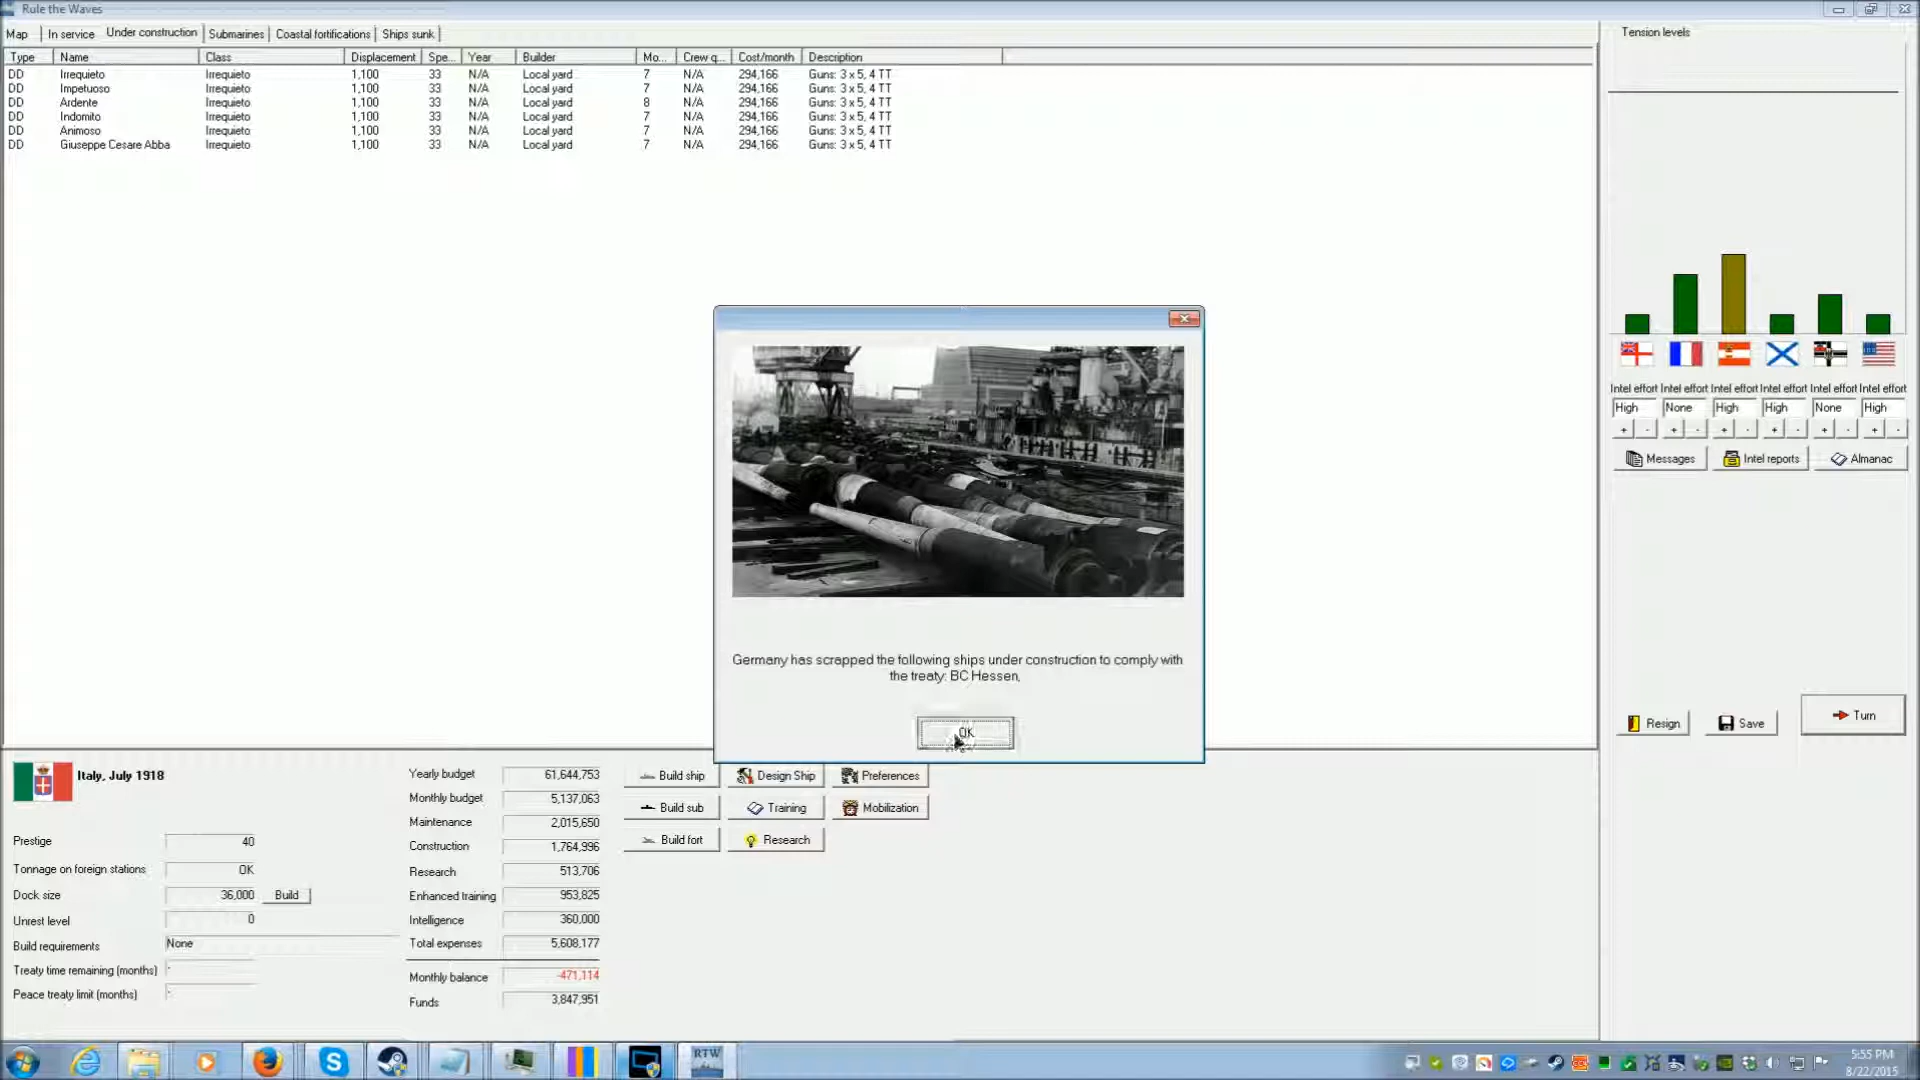 Rule the Waves
Map In service Under construction Submarines Coastal fortifications Ships sunk
Type Name Class Displacement Spe... Year Builder Mo... Crew q... Cost/month Description
DD Irrequieto Irrequieto 1,100 33 N/A Local yard 7 N/A 294,166 Guns: 3 x 5, 4 TT
DD Impetuoso Irrequieto 1,100 33 N/A Local yard 7 N/A 294,166 Guns: 3 x 5, 4 TT
DD Ardente Irrequieto 1,100 33 N/A Local yard 8 N/A 294,166 Guns: 3 x 5, 4 TT
DD Indomito Irrequieto 1,100 33 N/A Local yard 7 N/A 294,166 Guns: 3 x 5, 4 TT
DD Animoso Irrequieto 1,100 33 N/A Local yard 7 N/A 294,166 Guns: 3 x 5, 4 TT
DD Giuseppe Cesare Abba Irrequieto 1,100 33 N/A Local yard 7 N/A 294,166 Guns: 3 x 5, 4 TT
Tension levels
Intel effort Intel effort Intel effort Intel effort Intel effort Intel effort
High None High High None High
+ - + - + - + - + - + -
Messages Intel reports Almanac
Germany has scrapped the following ships under construction to comply with
the treaty: BC Hessen,
OK
Resign Save Turn
Italy, July 1918
Prestige 40
Tonnage on foreign stations OK
Dock size 36,000 Build
Unrest level 0
Build requirements None
Treaty time remaining (months) -
Peace treaty limit (months) -
Yearly budget 61,644,753
Monthly budget 5,137,063
Maintenance 2,015,650
Construction 1,764,996
Research 513,706
Enhanced training 953,825
Intelligence 360,000
Total expenses 5,608,177
Monthly balance -471,114
Funds 3,847,951
Build ship Design Ship Preferences
Build sub Training Mobilization
Build fort Research
RTW
5:55 PM
8/22/2015